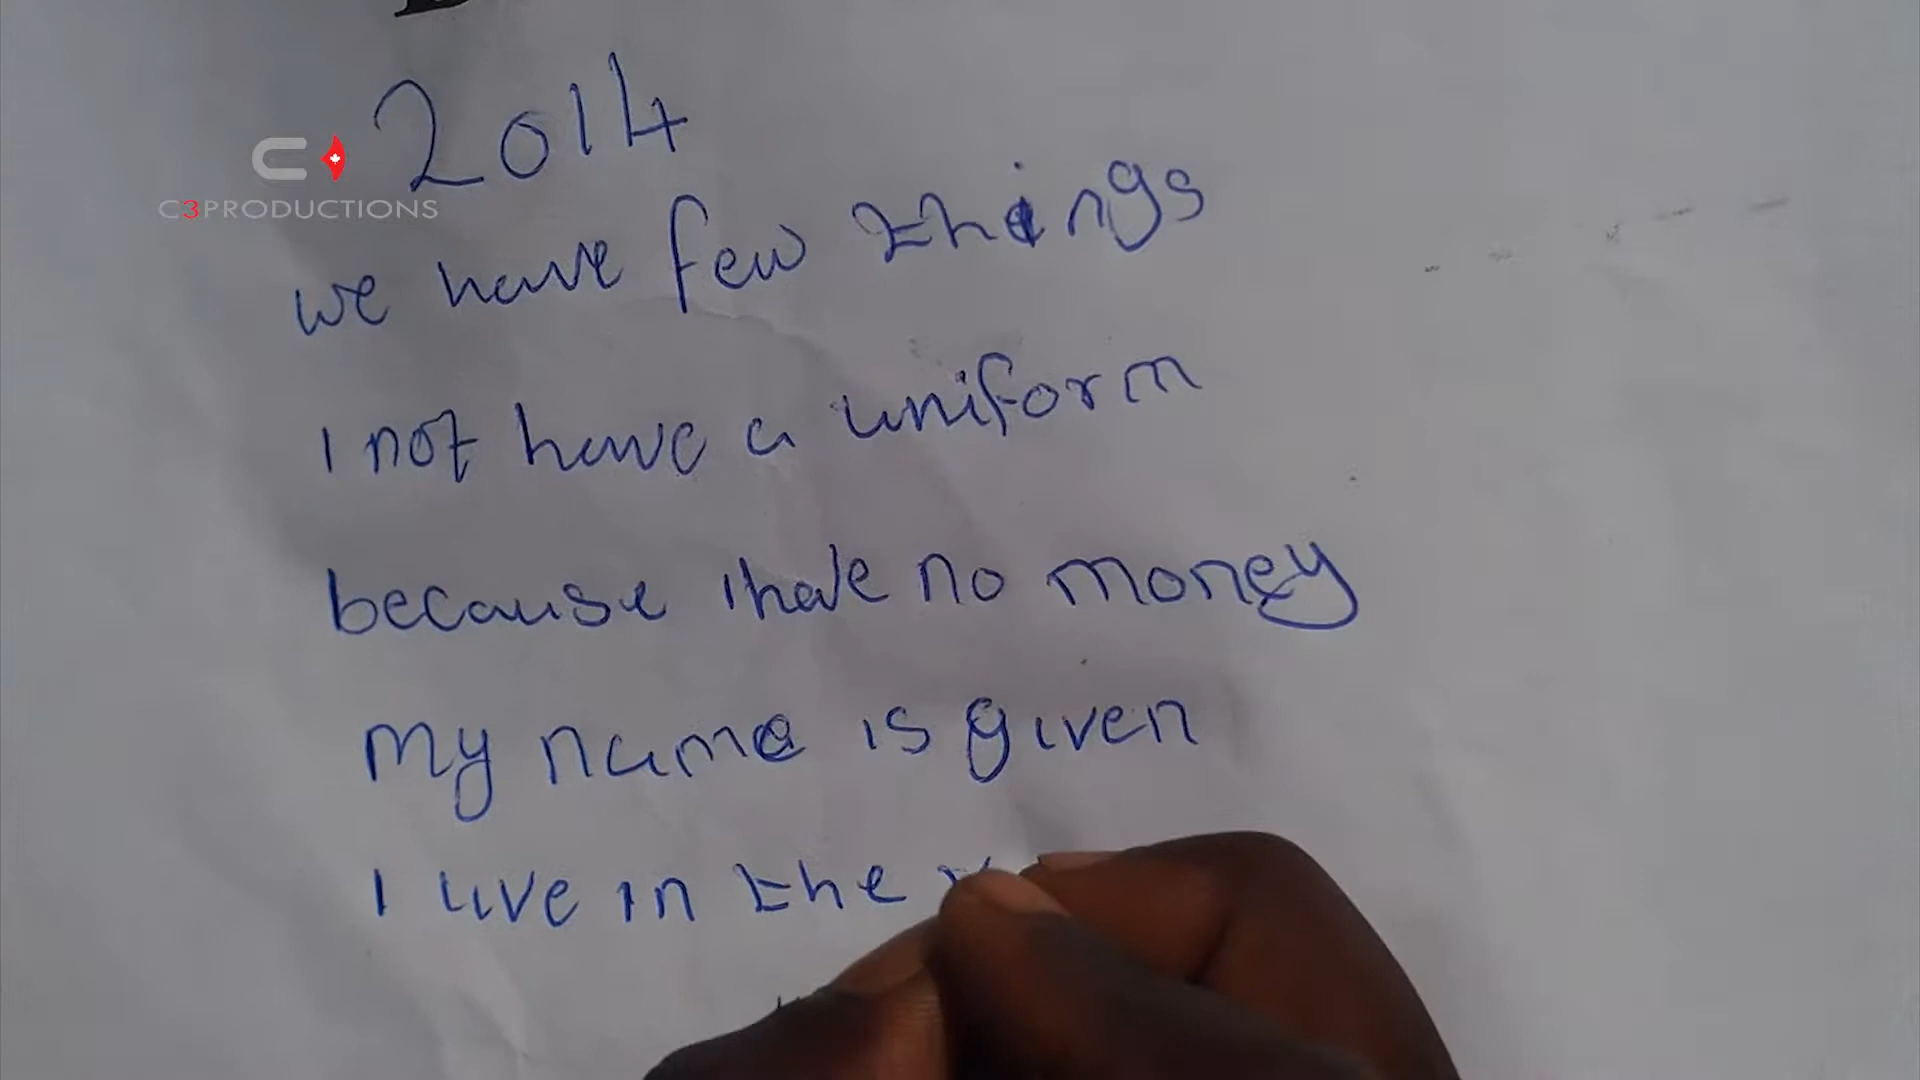 2014
C3PRODUCTIONS
we have few things
I not have a uniform
because I have no money
My name is given
I live in the